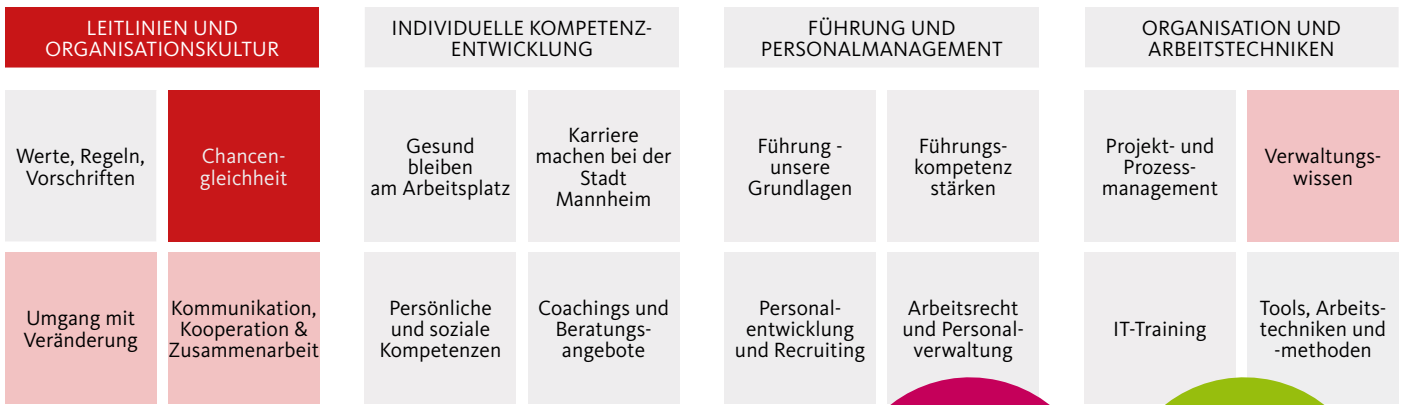 LEITLINIEN UND
ORGANISATIONSKULTUR
INDIVIDUELLE KOMPETENZ-
ENTWICKLUNG
FÜHRUNG UND
PERSONALMANAGEMENT
ORGANISATION UND
ARBEITSTECHNIKEN
Werte, Regeln,
Vorschriften
Chancen-
gleichheit
Gesund
bleiben
am Arbeitsplatz
Karriere
machen bei der
Stadt
Mannheim
Führung -
unsere
Grundlagen
Führungs-
kompetenz
stärken
Projekt- und
Prozess-
management
Verwaltungs-
wissen
Umgang mit
Veränderung
Kommunikation,
Kooperation &
Zusammenarbeit
Persönliche
und soziale
Kompetenzen
Coachings und
Beratungs-
angebote
Personal-
entwicklung
und Recruiting
Arbeitsrecht
und Personal-
verwaltung
IT-Training
Tools, Arbeits-
techniken und
-methoden